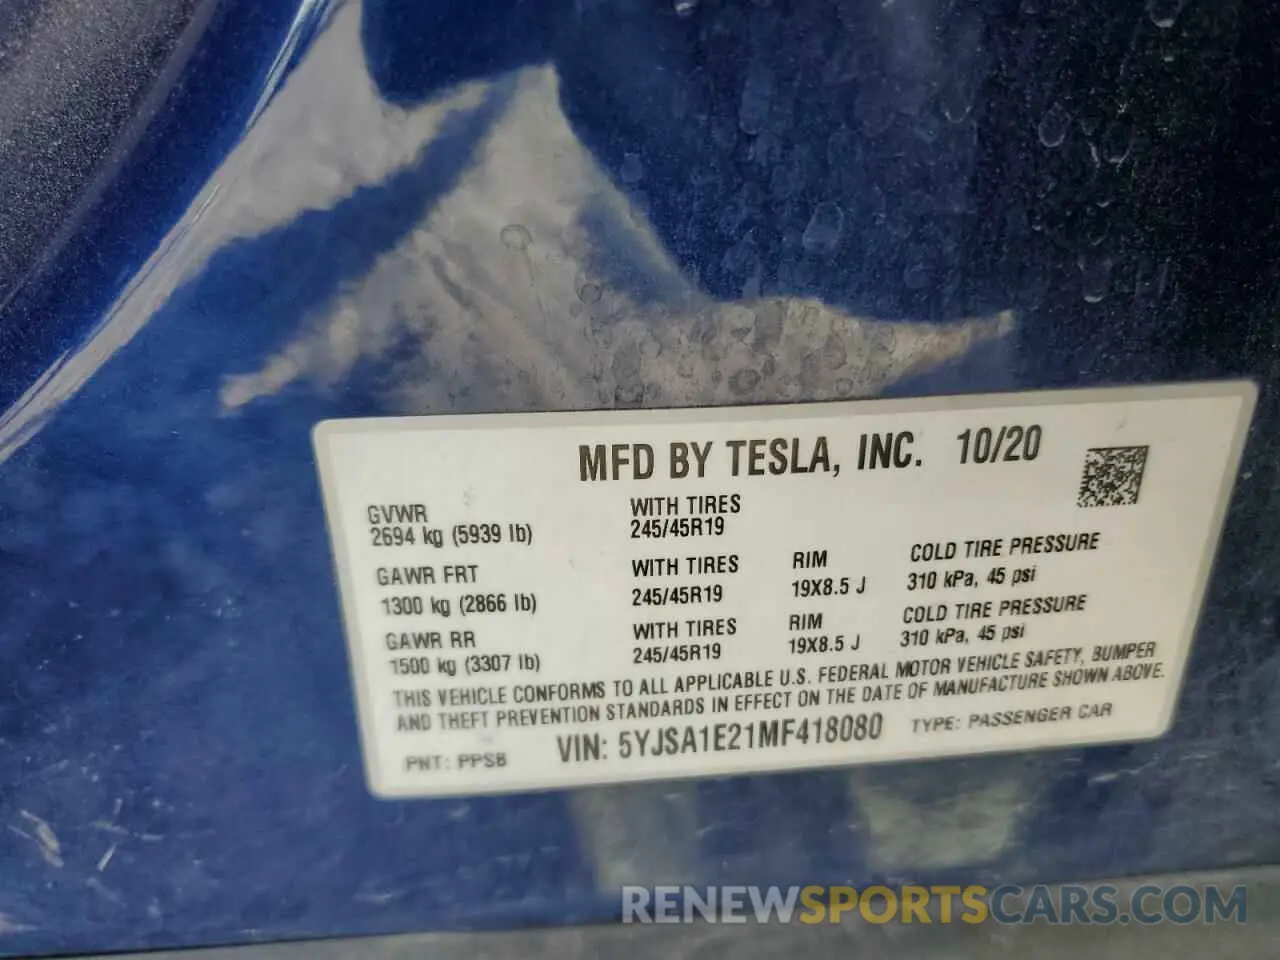 MFD BY TESLA, INC. 10/20
GVWR WITH TIRES
2694 kg (5939 lb) 245/45R19
GAWR FRT WITH TIRES RIM COLD TIRE PRESSURE
1300 kg (2866 lb) 245/45R19 19X8.5 J 310 kPa, 45 psi
GAWR RR WITH TIRES RIM COLD TIRE PRESSURE
1500 kg (3307 lb) 245/45R19 19X8.5 J 310 kPa, 45 psi
THIS VEHICLE CONFORMS TO ALL APPLICABLE U.S. FEDERAL MOTOR VEHICLE SAFETY, BUMPER
AND THEFT PREVENTION STANDARDS IN EFFECT ON THE DATE OF MANUFACTURE SHOWN ABOVE.
PNT: PPSB VIN: 5YJSA1E21MF418080 TYPE: PASSENGER CAR
RENEWSPORTSCARS.COM